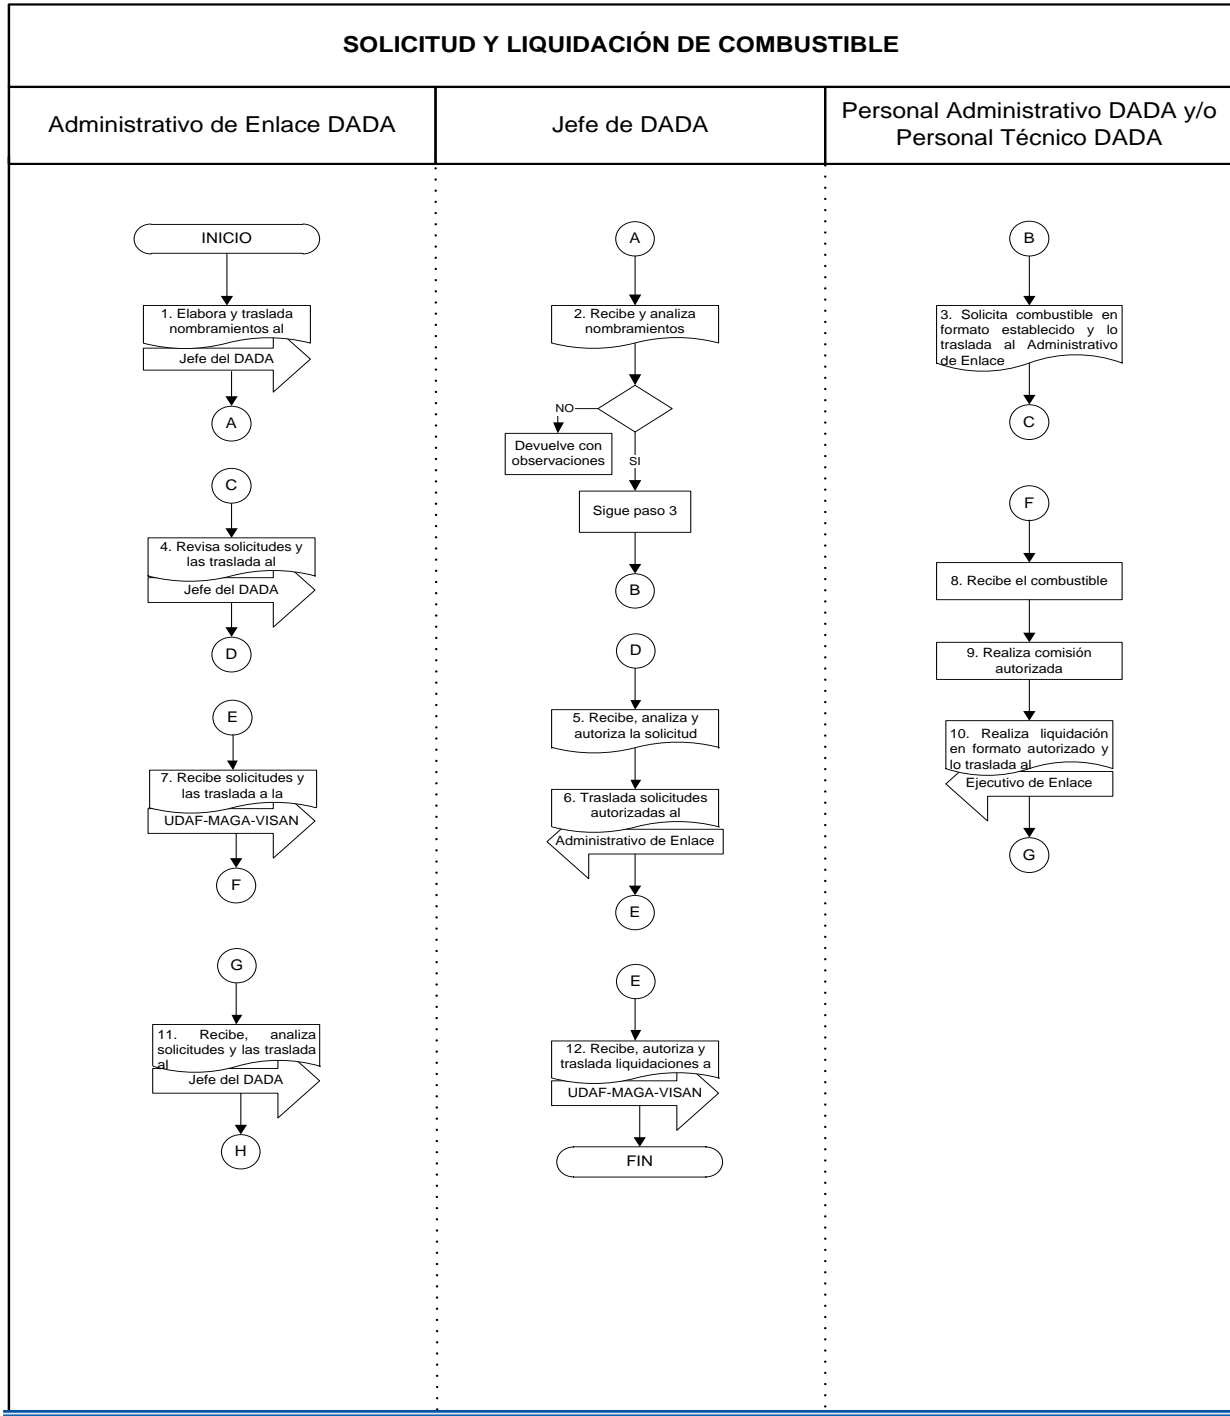 SOLICITUD Y LIQUIDACIÓN DE COMBUSTIBLE
Administrativo de Enlace DADA
Jefe de DADA
Personal Administrativo DADA y/o
Personal Técnico DADA
INICIO
1. Elabora y traslada
nombramientos al
Jefe del DADA
A
C
4. Revisa solicitudes y
las traslada al
Jefe del DADA
D
E
7. Recibe solicitudes y
las traslada a la
UDAF-MAGA-VISAN
F
G
11. Recibe, analiza
solicitudes y las traslada
al
Jefe del DADA
H
A
2. Recibe y analiza
nombramientos
NO
Devuelve con
observaciones
SI
Sigue paso 3
B
D
5. Recibe, analiza y
autoriza la solicitud
6. Traslada solicitudes
autorizadas al
Administrativo de Enlace
E
E
12. Recibe, autoriza y
traslada liquidaciones a
UDAF-MAGA-VISAN
FIN
B
3. Solicita combustible en
formato establecido y lo
traslada al Administrativo
de Enlace
C
F
8. Recibe el combustible
9. Realiza comisión
autorizada
10. Realiza liquidación
en formato autorizado y
lo traslada al
Ejecutivo de Enlace
G